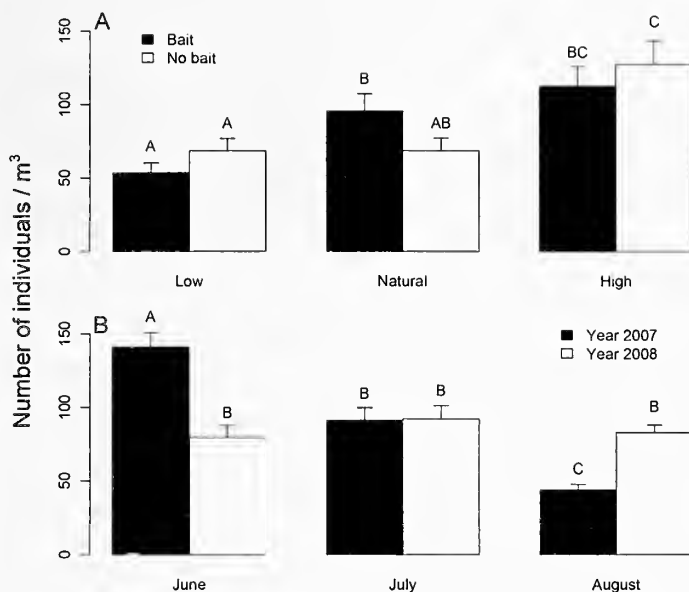 Number of individuals / m³
A
Bait
No bait
0
50
100
150
A
A
B
AB
BC
C
Low
Natural
High
B
Year 2007
Year 2008
0
50
100
150
A
B
B
B
C
B
June
July
August